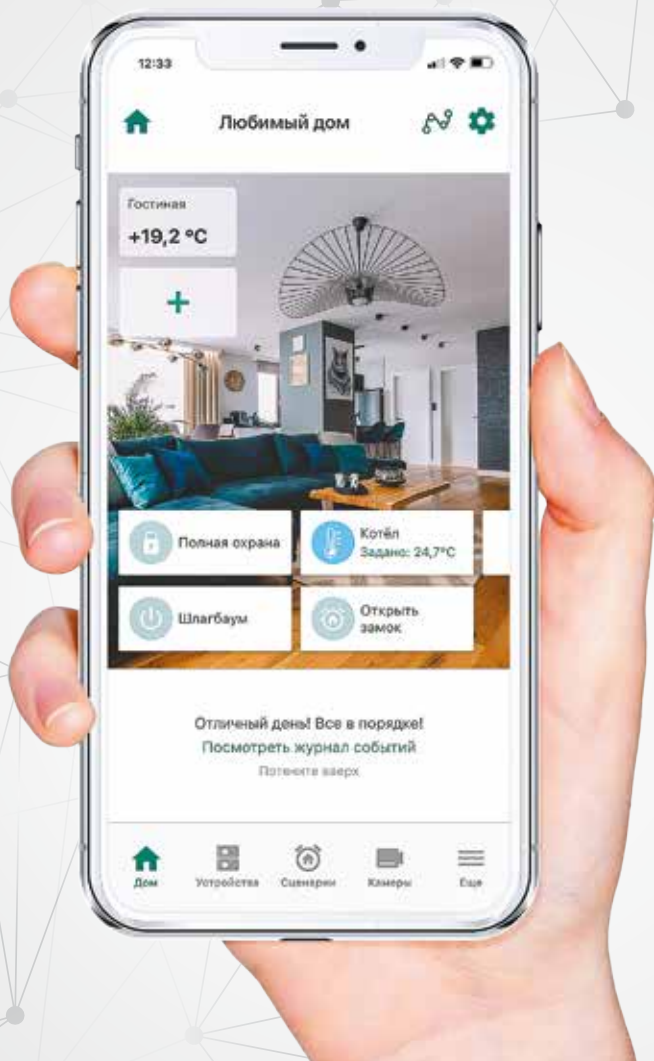 12:33
Любимый дом
Гостиная
+19,2 °C
+
Полная охрана
Котёл
Задано: 24,7°C
Шлагбаум
Открыть
замок
Отличный день! Все в порядке!
Посмотреть журнал событий
Потяните вверх
Дом
Устройства
Сценарии
Камеры
Еще